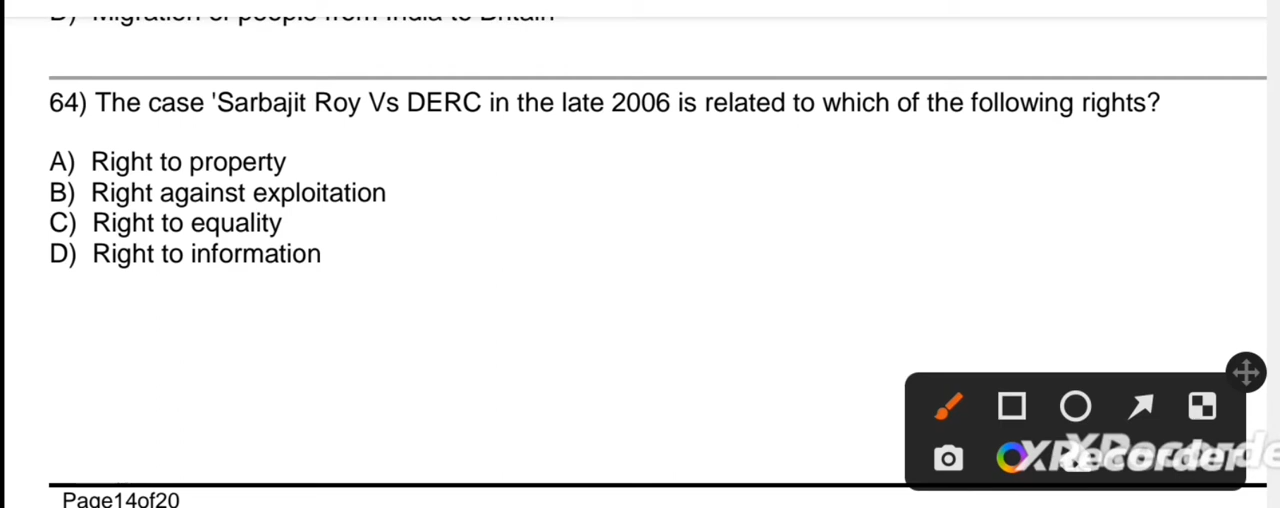 64) The case 'Sarbajit Roy Vs DERC in the late 2006 is related to which of the following rights?
A) Right to property
B) Right against exploitation
C) Right to equality
D) Right to information
XRecorder
Page14of20